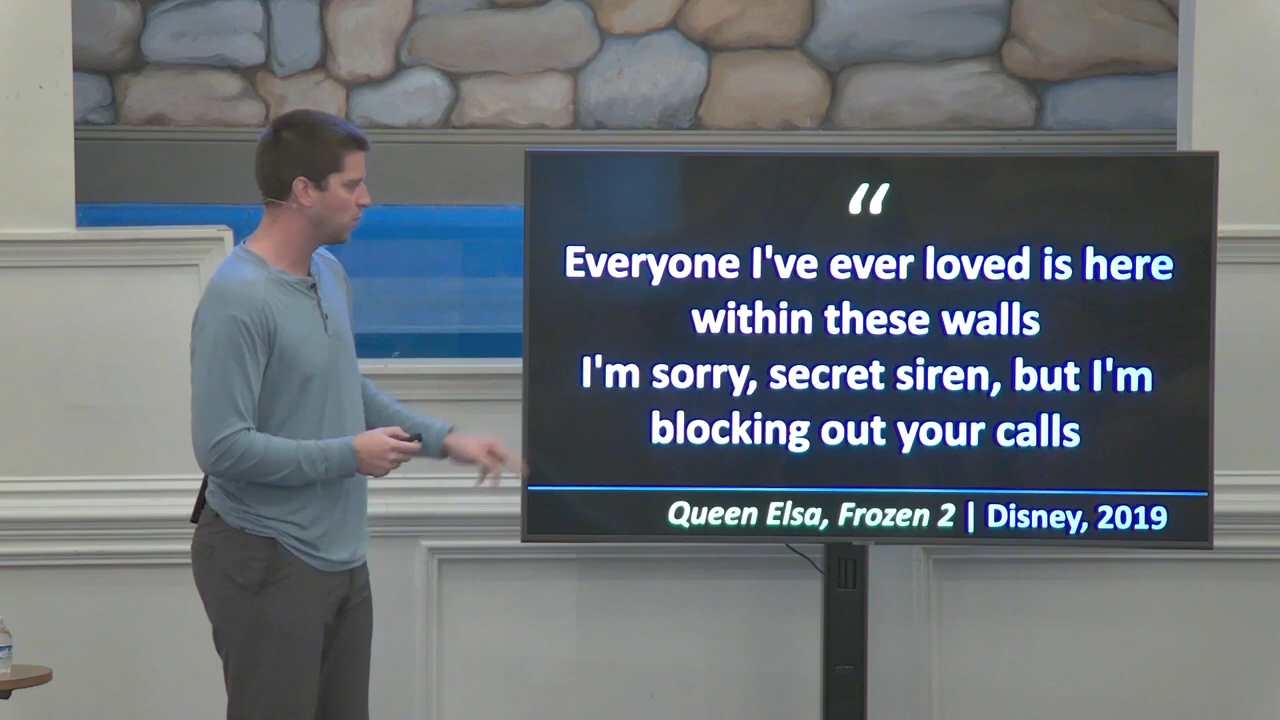 “
Everyone I've ever loved is here
within these walls
I'm sorry, secret siren, but I'm
blocking out your calls
Queen Elsa, Frozen 2 | Disney, 2019